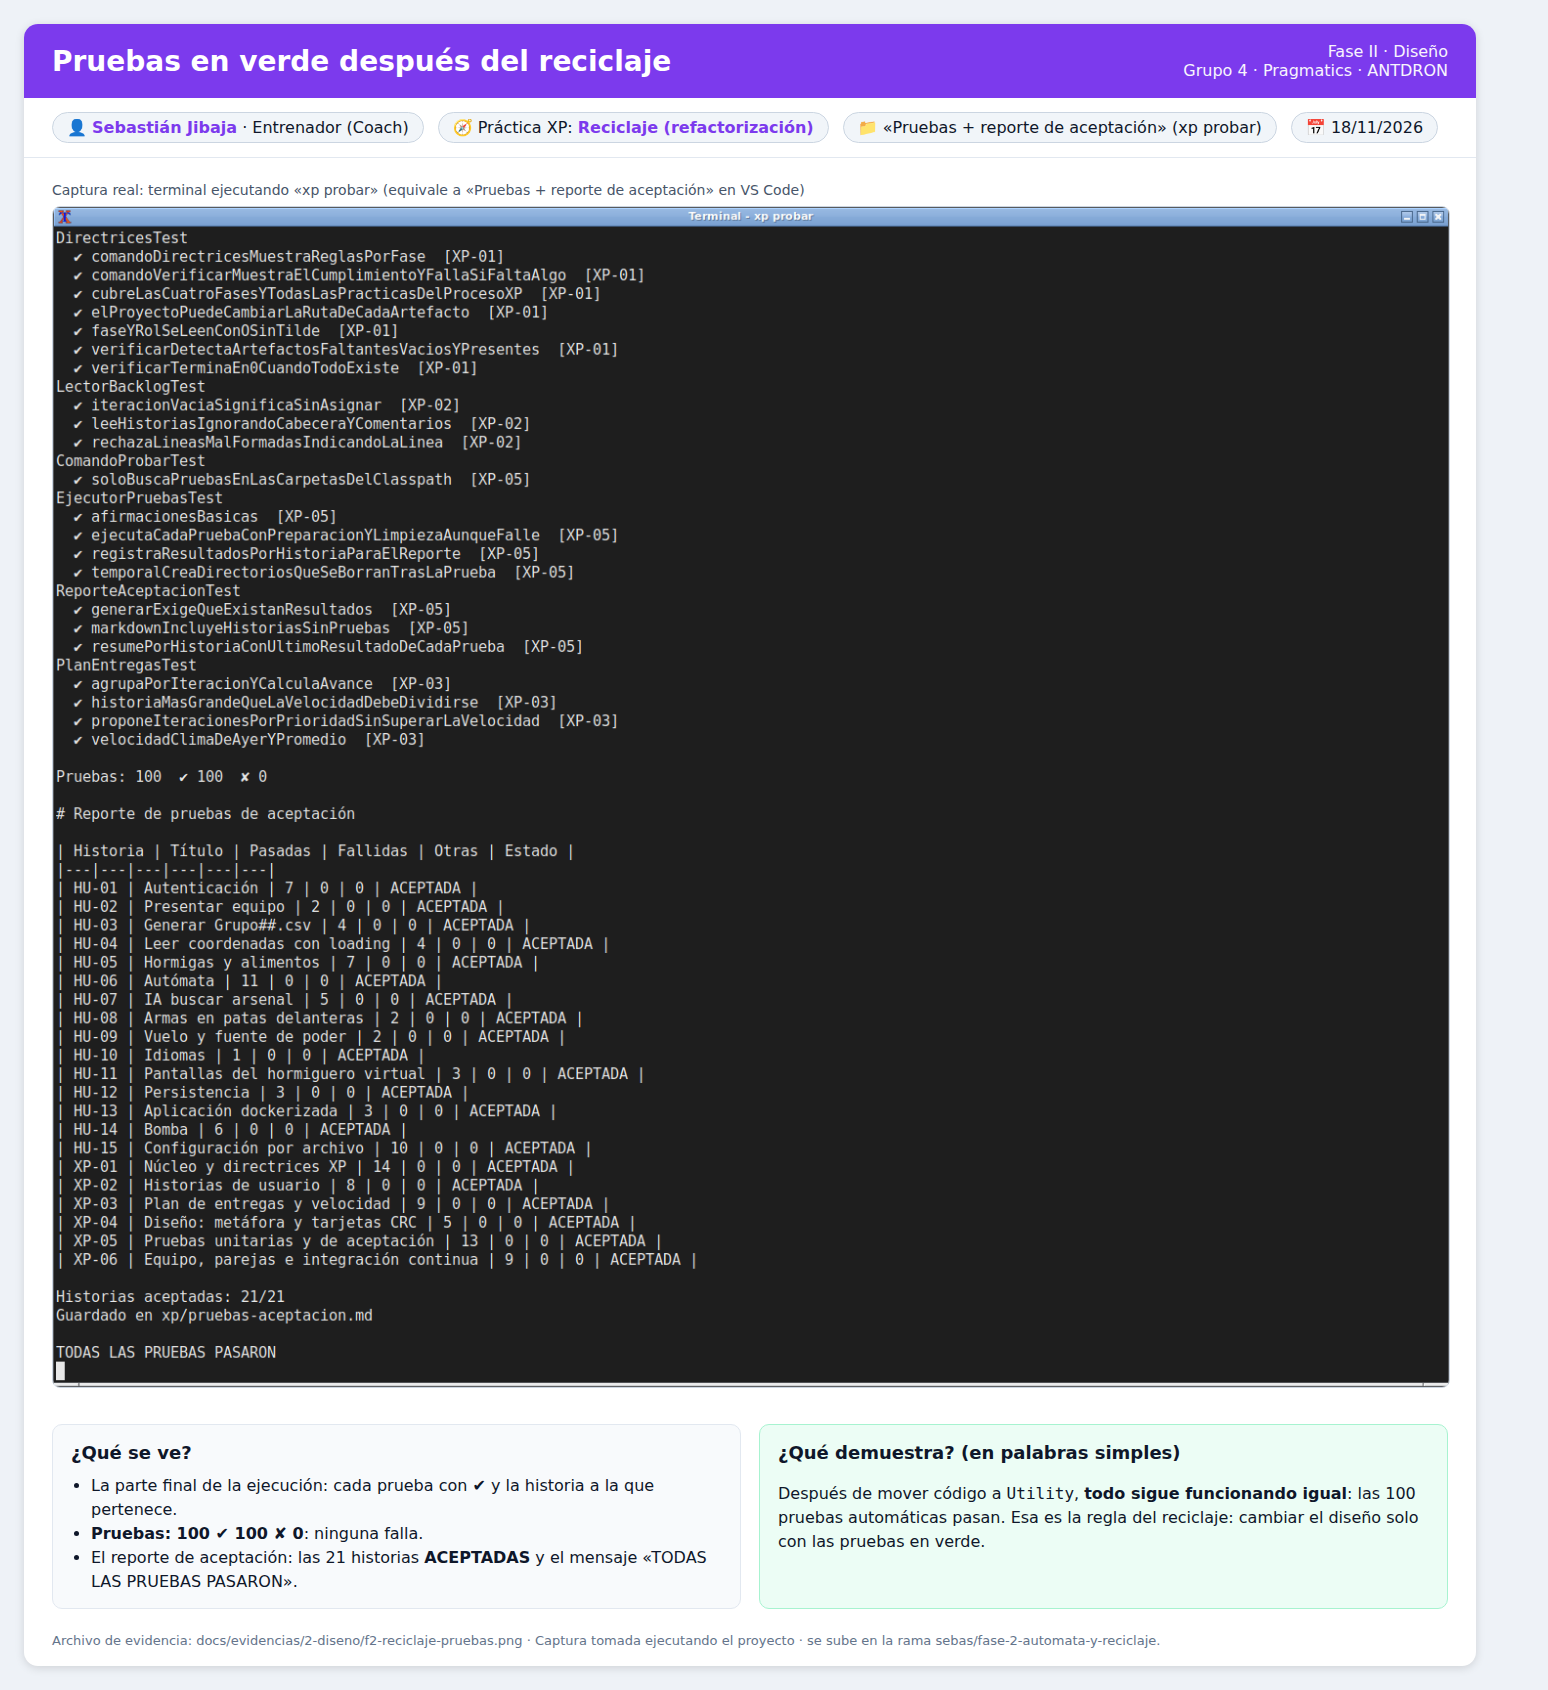 Pruebas en verde después del reciclaje
Fase II · Diseño
Grupo 4 · Pragmatics · ANTDRON
👤 Sebastián Jibaja · Entrenador (Coach)
🧭 Práctica XP: Reciclaje (refactorización)
📁 «Pruebas + reporte de aceptación» (xp probar)
📅 18/11/2026
Captura real: terminal ejecutando «xp probar» (equivale a «Pruebas + reporte de aceptación» en VS Code)
Terminal - xp probar
DirectricesTest
✔ comandoDirectricesMuestraReglasPorFase [XP-01]
✔ comandoVerificarMuestraElCumplimientoYFallaSiFaltaAlgo [XP-01]
✔ cubreLasCuatroFasesYTodasLasPracticasDelProcesoXP [XP-01]
✔ elProyectoPuedeCambiarLaRutaDeCadaArtefacto [XP-01]
✔ faseYRolSeLeenConOSinTilde [XP-01]
✔ verificarDetectaArtefactosFaltantesVaciosYPresentes [XP-01]
✔ verificarTerminaEn0CuandoTodoExiste [XP-01]
LectorBacklogTest
✔ iteracionVaciaSignificaSinAsignar [XP-02]
✔ leeHistoriasIgnorandoCabeceraYComentarios [XP-02]
✔ rechazaLineasMalFormadasIndicandoLaLinea [XP-02]
ComandoProbarTest
✔ soloBuscaPruebasEnLasCarpetasDelClasspath [XP-05]
EjecutorPruebasTest
✔ afirmacionesBasicas [XP-05]
✔ ejecutaCadaPruebaConPreparacionYLimpiezaAunqueFalle [XP-05]
✔ registraResultadosPorHistoriaParaElReporte [XP-05]
✔ temporalCreaDirectoriosQueSeBorranTrasLaPrueba [XP-05]
ReporteAceptacionTest
✔ generarExigeQueExistanResultados [XP-05]
✔ markdownIncluyeHistoriasSinPruebas [XP-05]
✔ resumePorHistoriaConUltimoResultadoDeCadaPrueba [XP-05]
PlanEntregasTest
✔ agrupaPorIteracionYCalculaAvance [XP-03]
✔ historiaMasGrandeQueLaVelocidadDebeDividirse [XP-03]
✔ proponeIteracionesPorPrioridadSinSuperarLaVelocidad [XP-03]
✔ velocidadClimaDeAyerYPromedio [XP-03]
Pruebas: 100 ✔ 100 ✘ 0
# Reporte de pruebas de aceptación
| Historia | Título | Pasadas | Fallidas | Otras | Estado |
|---|---|---|---|---|---|
| HU-01 | Autenticación | 7 | 0 | 0 | ACEPTADA |
| HU-02 | Presentar equipo | 2 | 0 | 0 | ACEPTADA |
| HU-03 | Generar Grupo##.csv | 4 | 0 | 0 | ACEPTADA |
| HU-04 | Leer coordenadas con loading | 4 | 0 | 0 | ACEPTADA |
| HU-05 | Hormigas y alimentos | 7 | 0 | 0 | ACEPTADA |
| HU-06 | Autómata | 11 | 0 | 0 | ACEPTADA |
| HU-07 | IA buscar arsenal | 5 | 0 | 0 | ACEPTADA |
| HU-08 | Armas en patas delanteras | 2 | 0 | 0 | ACEPTADA |
| HU-09 | Vuelo y fuente de poder | 2 | 0 | 0 | ACEPTADA |
| HU-10 | Idiomas | 1 | 0 | 0 | ACEPTADA |
| HU-11 | Pantallas del hormiguero virtual | 3 | 0 | 0 | ACEPTADA |
| HU-12 | Persistencia | 3 | 0 | 0 | ACEPTADA |
| HU-13 | Aplicación dockerizada | 3 | 0 | 0 | ACEPTADA |
| HU-14 | Bomba | 6 | 0 | 0 | ACEPTADA |
| HU-15 | Configuración por archivo | 10 | 0 | 0 | ACEPTADA |
| XP-01 | Núcleo y directrices XP | 14 | 0 | 0 | ACEPTADA |
| XP-02 | Historias de usuario | 8 | 0 | 0 | ACEPTADA |
| XP-03 | Plan de entregas y velocidad | 9 | 0 | 0 | ACEPTADA |
| XP-04 | Diseño: metáfora y tarjetas CRC | 5 | 0 | 0 | ACEPTADA |
| XP-05 | Pruebas unitarias y de aceptación | 13 | 0 | 0 | ACEPTADA |
| XP-06 | Equipo, parejas e integración continua | 9 | 0 | 0 | ACEPTADA |
Historias aceptadas: 21/21
Guardado en xp/pruebas-aceptacion.md
TODAS LAS PRUEBAS PASARON
¿Qué se ve?
• La parte final de la ejecución: cada prueba con ✔ y la historia a la que
pertenece.
• Pruebas: 100 ✔ 100 ✘ 0: ninguna falla.
• El reporte de aceptación: las 21 historias ACEPTADAS y el mensaje «TODAS
LAS PRUEBAS PASARON».
¿Qué demuestra? (en palabras simples)
Después de mover código a Utility, todo sigue funcionando igual: las 100
pruebas automáticas pasan. Esa es la regla del reciclaje: cambiar el diseño solo
con las pruebas en verde.
Archivo de evidencia: docs/evidencias/2-diseno/f2-reciclaje-pruebas.png · Captura tomada ejecutando el proyecto · se sube en la rama sebas/fase-2-automata-y-reciclaje.